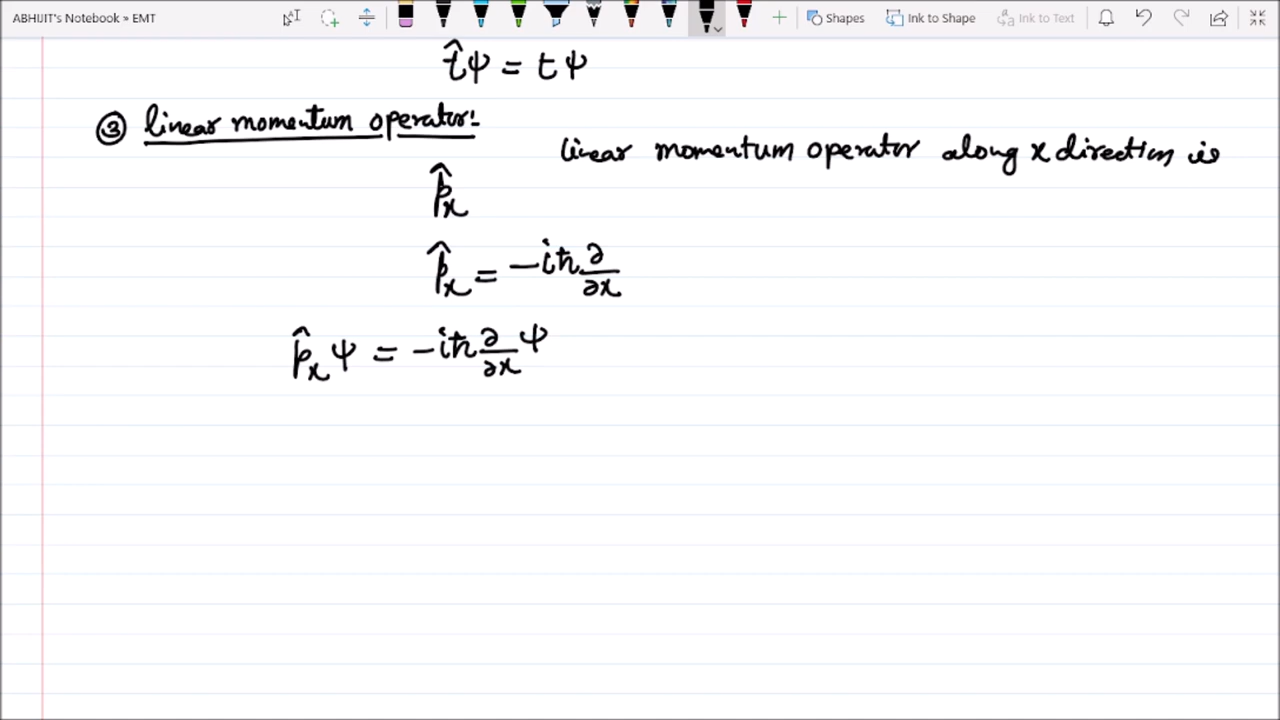 ABHIJIT's Notebook » EMT
Shapes Ink to Shape Ink to Text
t̂ψ = tψ
③ linear momentum operator:
linear momentum operator along x direction is
p̂ₓ
p̂ₓ = -iħ ∂/∂x
p̂ₓ ψ = -iħ ∂/∂x ψ